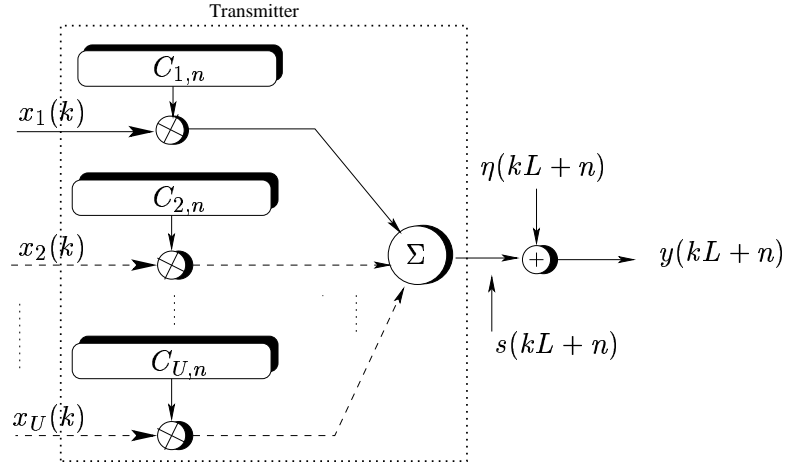 Transmitter
C_{1,n}
x_1(k)
η(kL + n)
C_{2,n}
x_2(k)
Σ
+
y(kL + n)
s(kL + n)
C_{U,n}
x_U(k)